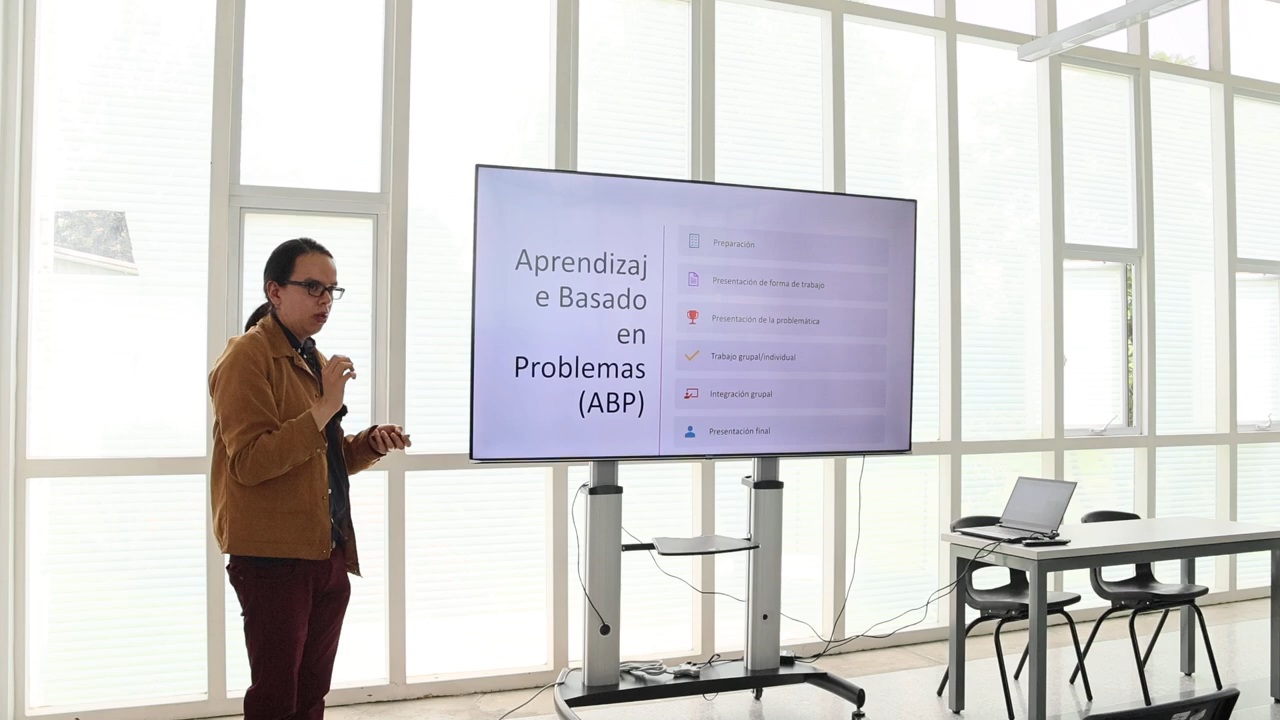 Aprendizaj
e Basado
en
Problemas
(ABP)
Preparación
Presentación de forma de trabajo
Presentación de la problemática
Trabajo grupal/individual
Integración grupal
Presentación final